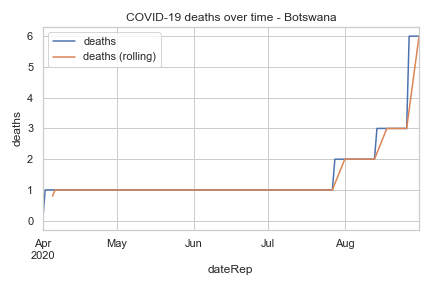 COVID-19 deaths over time - Botswana
deaths
deaths (rolling)
deaths
6
5
4
3
2
1
0
Apr
2020
May
Jun
Jul
Aug
dateRep